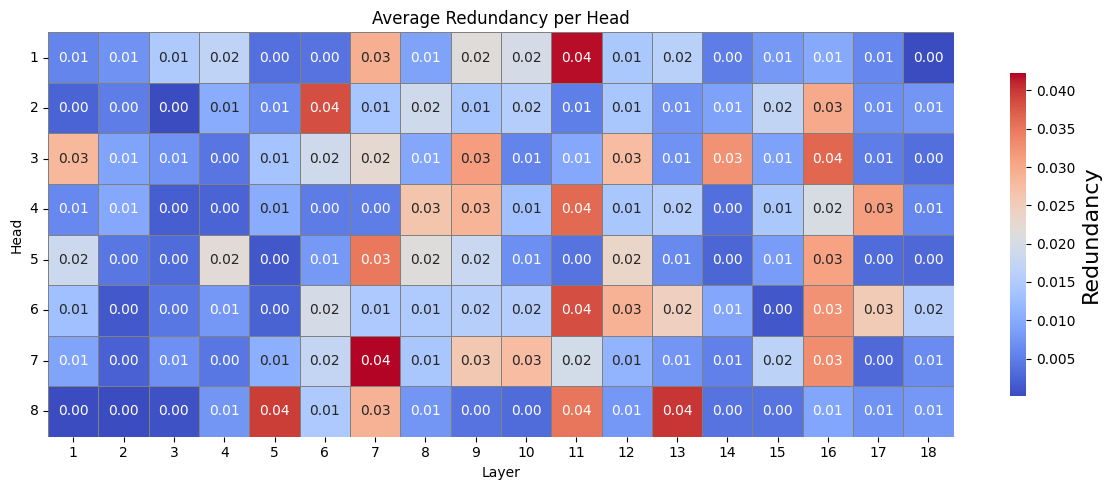 Average Redundancy per Head
1 0.01 0.01 0.01 0.02 0.00 0.00 0.03 0.01 0.02 0.02 0.04 0.01 0.02 0.00 0.01 0.01 0.01 0.00
2 0.00 0.00 0.00 0.01 0.01 0.04 0.01 0.02 0.01 0.02 0.01 0.01 0.01 0.01 0.02 0.03 0.01 0.01
3 0.03 0.01 0.01 0.00 0.01 0.02 0.02 0.01 0.03 0.01 0.01 0.03 0.01 0.03 0.01 0.04 0.01 0.00
4 0.01 0.01 0.00 0.00 0.01 0.00 0.00 0.03 0.03 0.01 0.04 0.01 0.02 0.00 0.01 0.02 0.03 0.01
5 0.02 0.00 0.00 0.02 0.00 0.01 0.03 0.02 0.02 0.01 0.00 0.02 0.01 0.00 0.01 0.03 0.00 0.00
6 0.01 0.00 0.00 0.01 0.00 0.02 0.01 0.01 0.02 0.02 0.04 0.03 0.02 0.01 0.00 0.03 0.03 0.02
7 0.01 0.00 0.01 0.00 0.01 0.02 0.04 0.01 0.03 0.03 0.02 0.01 0.01 0.01 0.02 0.03 0.00 0.01
8 0.00 0.00 0.00 0.01 0.04 0.01 0.03 0.01 0.00 0.00 0.04 0.01 0.04 0.00 0.00 0.01 0.01 0.01
1 2 3 4 5 6 7 8 9 10 11 12 13 14 15 16 17 18
Layer
Head
0.040
0.035
0.030
0.025
0.020
0.015
0.010
0.005
Redundancy